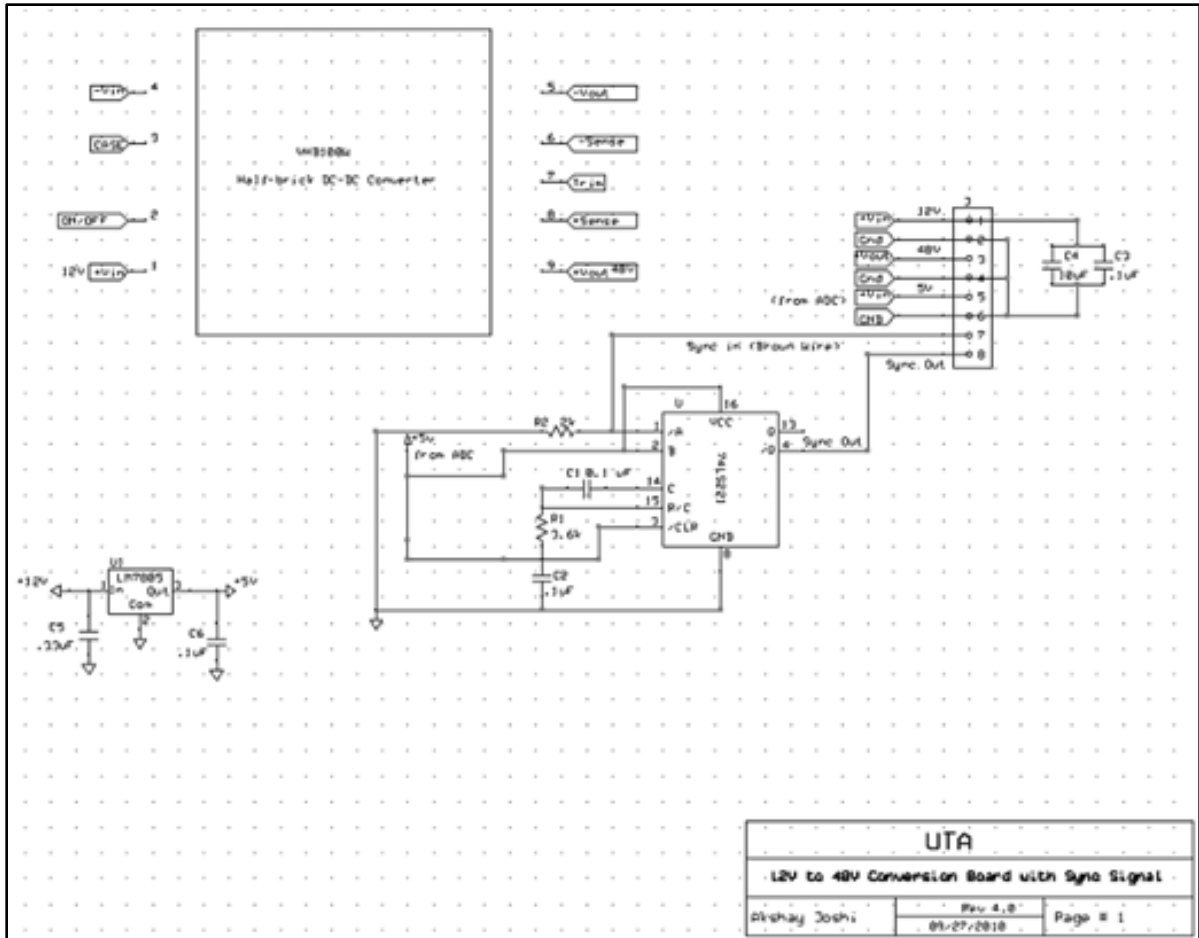 -Vin 4
CASE 3
Half-brick DC-DC Converter
ON/OFF 2
12V +Vin 1
5 -Vout
6 -Sense
7 Trim
8 +Sense
9 +Vout 48V
J
+Vin 12V 1
Gnd 2
+Vout 48V 3
Gnd 4
(from ADC) +Vin 5V 5
GND 6
7
8
C4
10uF
C3
.1uF
Sync in (Brown Wire)
Sync Out
U
16
VCC
R2 2k
1 /A
2 B
14 C
15 R/C
3 /CLR
Q 13
/Q 4
Sync Out
74LS221
GND
8
+5v
from ADC
C1 0.1 uF
R1
3.6k
C2
.1uF
U1
LM7805
+12V
1 In
Out 3
+5V
Com
2
C5
.33uF
C6
.1uF
UTA
12V to 48V Conversion Board with Sync Signal
Akshay Joshi
Rev 4.0
09/27/2010
Page # 1